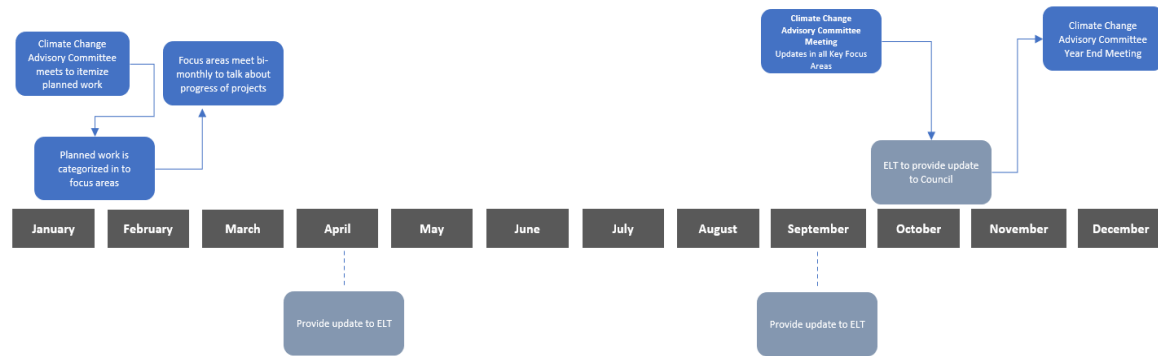 Climate Change
Advisory Committee
meets to itemize
planned work
Focus areas meet bi-
monthly to talk about
progress of projects
Planned work is
categorized in to
focus areas
Climate Change
Advisory Committee
Meeting
Updates in all Key Focus
Areas
ELT to provide update
to Council
Climate Change
Advisory Committee
Year End Meeting
January
February
March
April
May
June
July
August
September
October
November
December
Provide update to ELT
Provide update to ELT